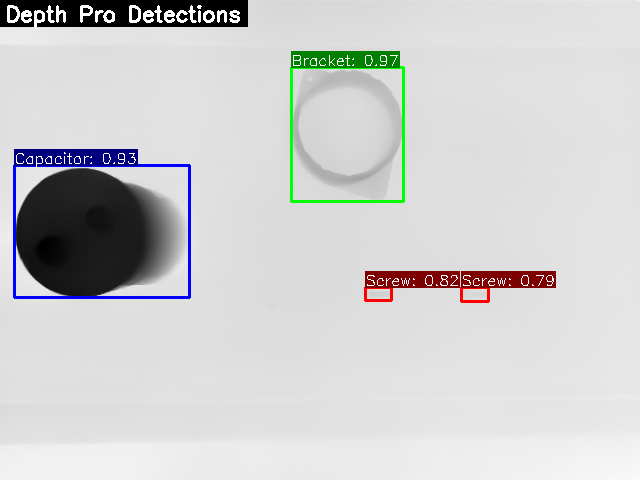 Depth Pro Detections
Bracket: 0.97
Capacitor: 0.93
Screw: 0.82
Screw: 0.79